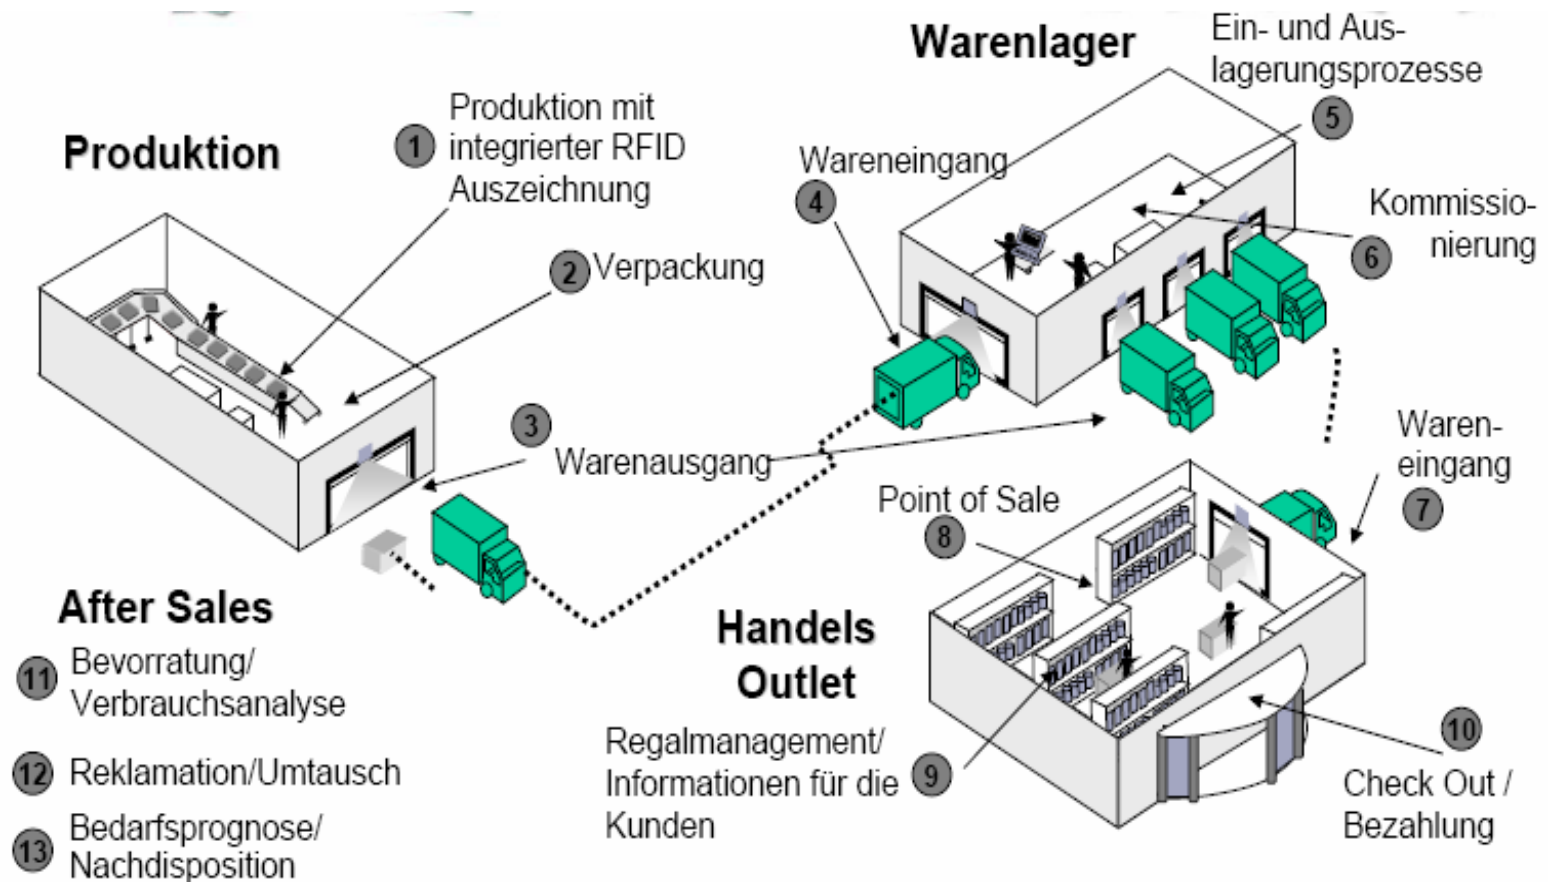 Produktion
1
Produktion mit
integrierter RFID
Auszeichnung
2 Verpackung
3
Warenausgang
Warenlager
Wareneingang
4
Ein- und Aus-
lagerungsprozesse
5
Kommissio-
nierung
6
Waren-
eingang
7
Point of Sale
8
Handels
Outlet
Regalmanagement/
Informationen für die
Kunden
9
10
Check Out /
Bezahlung
After Sales
11 Bevorratung/
Verbrauchsanalyse
12 Reklamation/Umtausch
13 Bedarfsprognose/
Nachdisposition